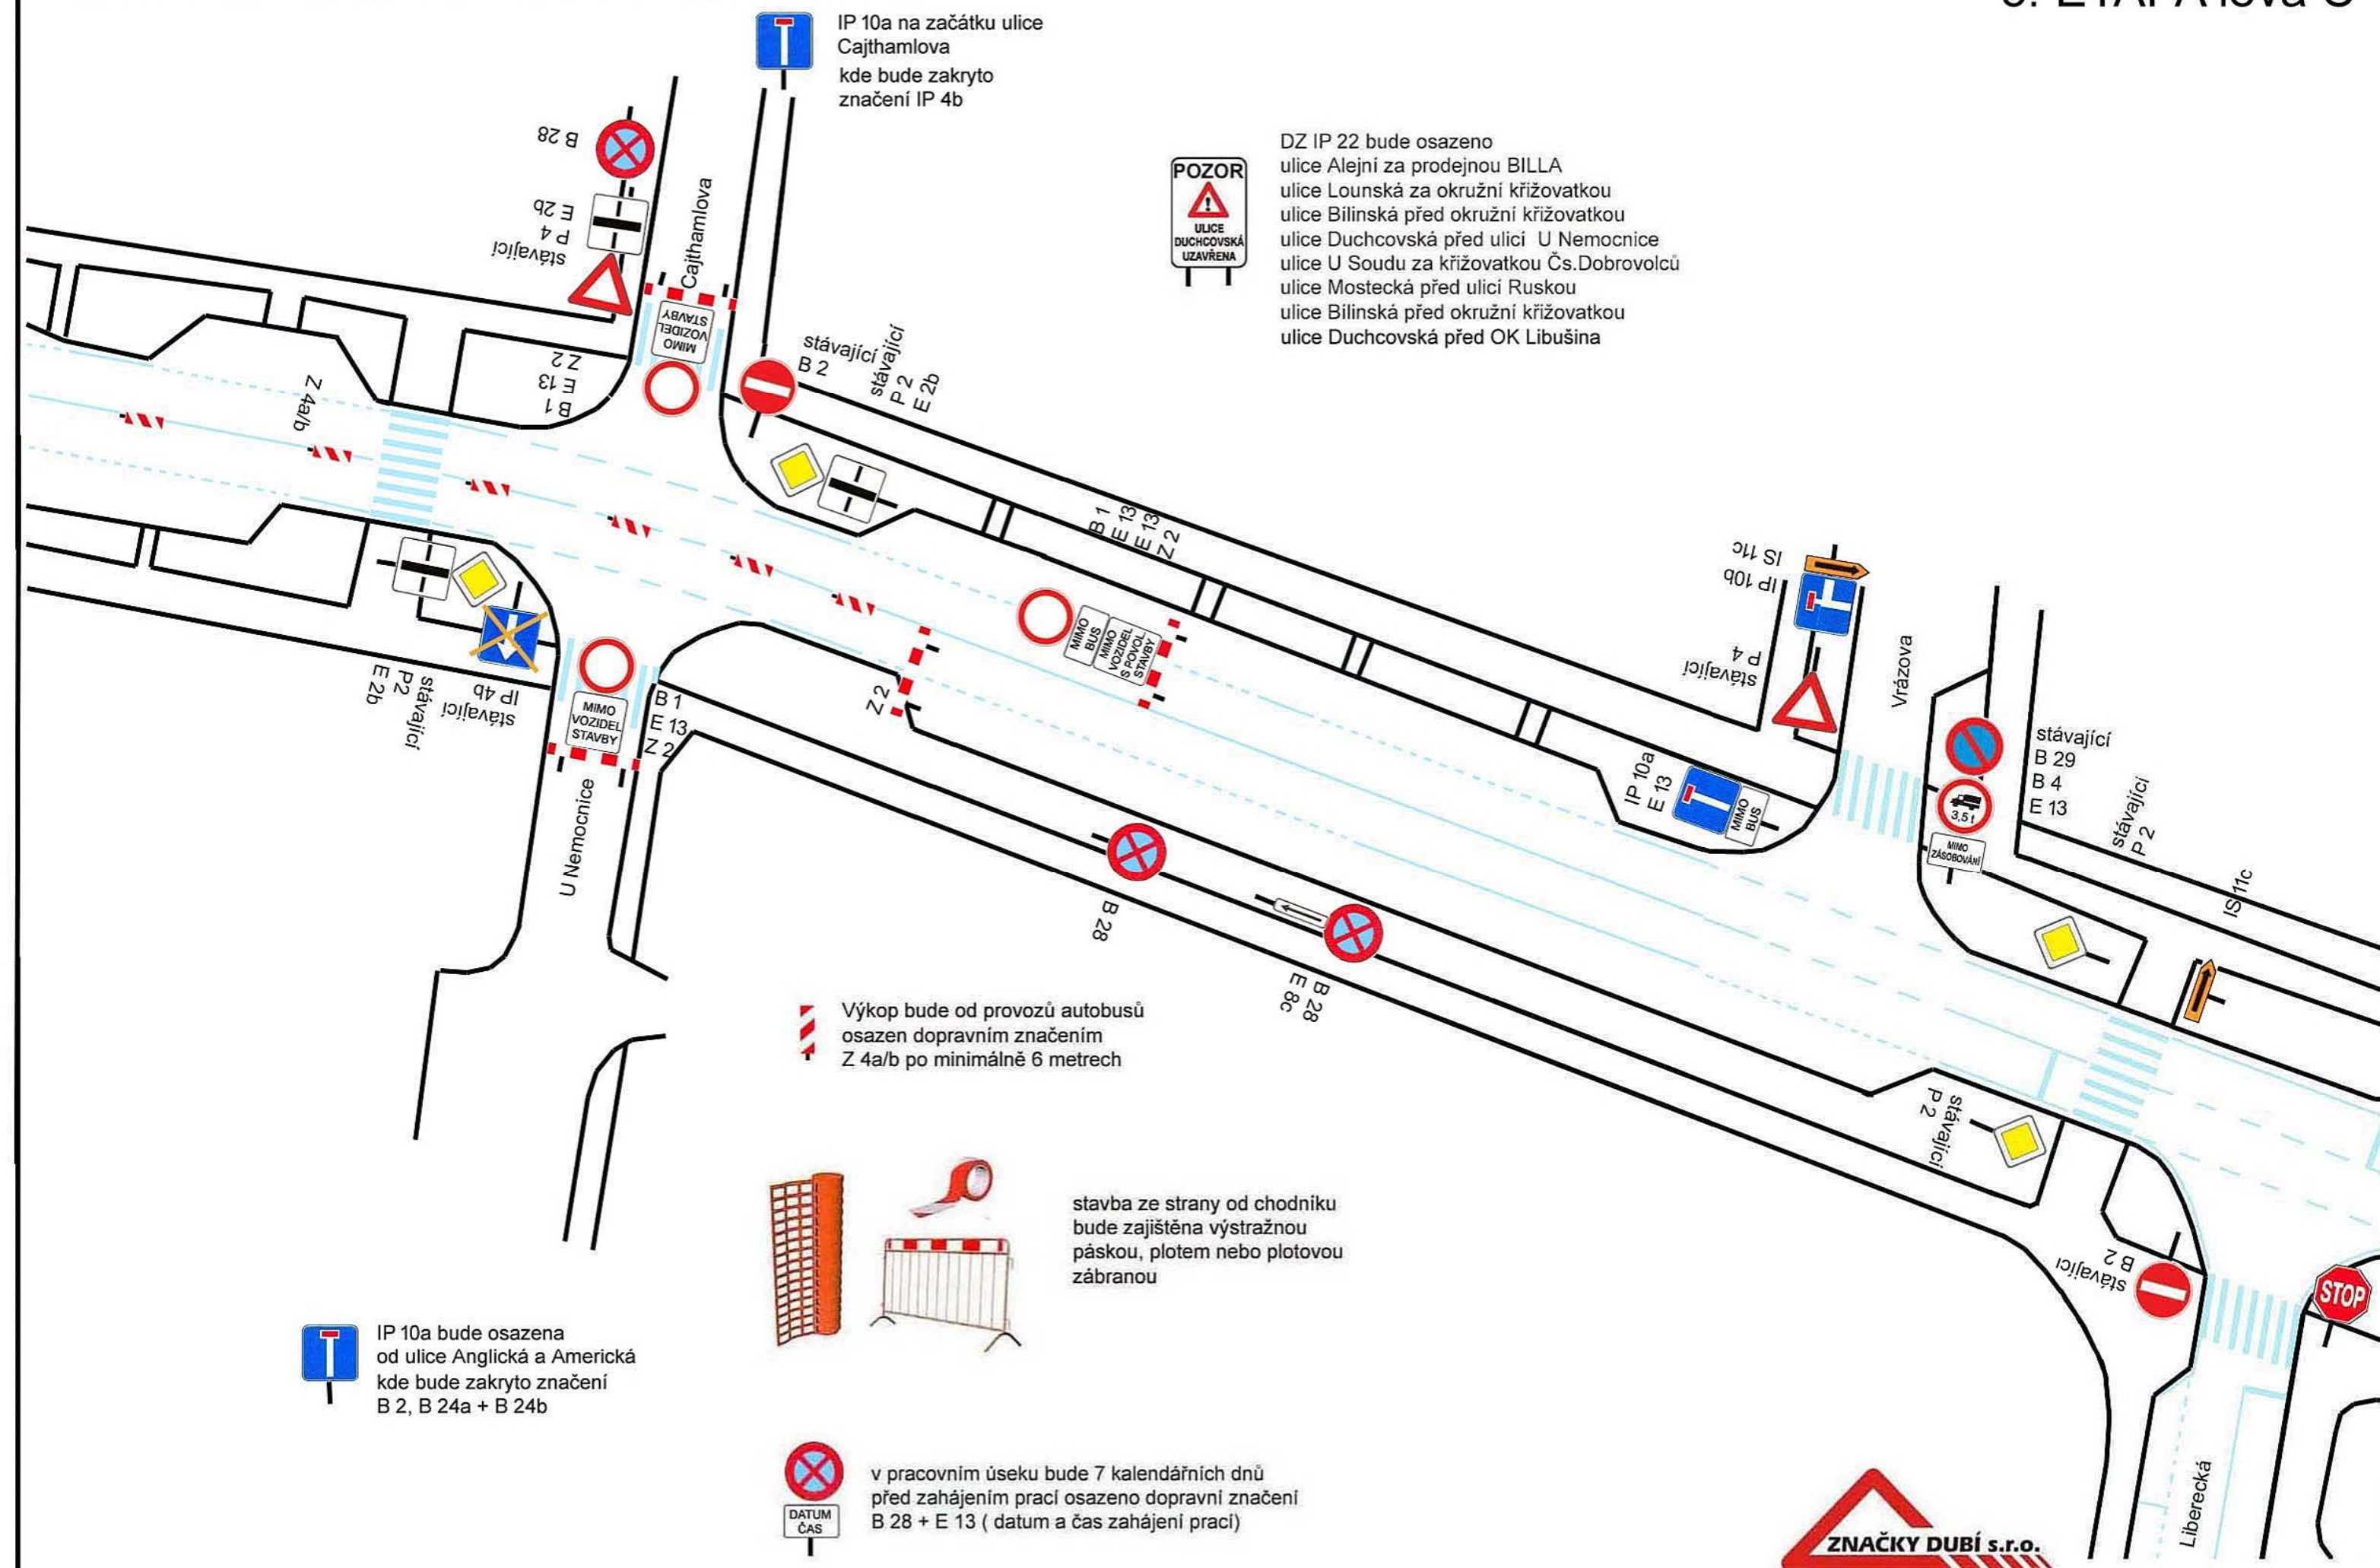 IP 10a na začátku ulice
Cajthamlova
kde bude zakryto
značení IP 4b
B 28
E 2b
P 4
stávající
Cajthamlova
MIMO
VOZIDEL
STAVBY
Z 2
E 13
B 1
Z 4a/b
stávající
B 2
stávající
P 2
E 2b
POZOR
ULICE
DUCHCOVSKÁ
UZAVŘENA
DZ IP 22 bude osazeno
ulice Alejní za prodejnou BILLA
ulice Lounská za okružní křižovatkou
ulice Bílinská před okružní křižovatkou
ulice Duchcovská před ulicí U Nemocnice
ulice U Soudu za křižovatkou Čs.Dobrovolců
ulice Mostecká před ulicí Ruskou
ulice Bílinská před okružní křižovatkou
ulice Duchcovská před OK Libušina
B 1
E 13
E 13
Z 2
MIMO
BUS
MIMO
VOZIDEL
S POVOL.
STAVBY
IS 11c
IP 10b
P 4
stávající
Vrázova
stávající
B 29
B 4
E 13
3,5 t
MIMO
ZÁSOBOVÁNÍ
stávající
P 2
IS 11c
IP 10a
E 13
MIMO
BUS
stávající
P2
E 2b
IP 4b
stávající
MIMO
VOZIDEL
STAVBY
B 1
E 13
Z 2
Z 2
U Nemocnice
B 28
B 28
E 8c
Výkop bude od provozů autobusů
osazen dopravním značením
Z 4a/b po minimálně 6 metrech
stávající
P 2
stavba ze strany od chodníku
bude zajištěna výstražnou
páskou, plotem nebo plotovou
zábranou
B 2
stávající
STOP
IP 10a bude osazena
od ulice Anglická a Americká
kde bude zakryto značení
B 2, B 24a + B 24b
DATUM
ČAS
v pracovním úseku bude 7 kalendářních dnů
před zahájením prací osazeno dopravní značení
B 28 + E 13 ( datum a čas zahájení prací)
Liberecká
ZNAČKY DUBÍ s.r.o.